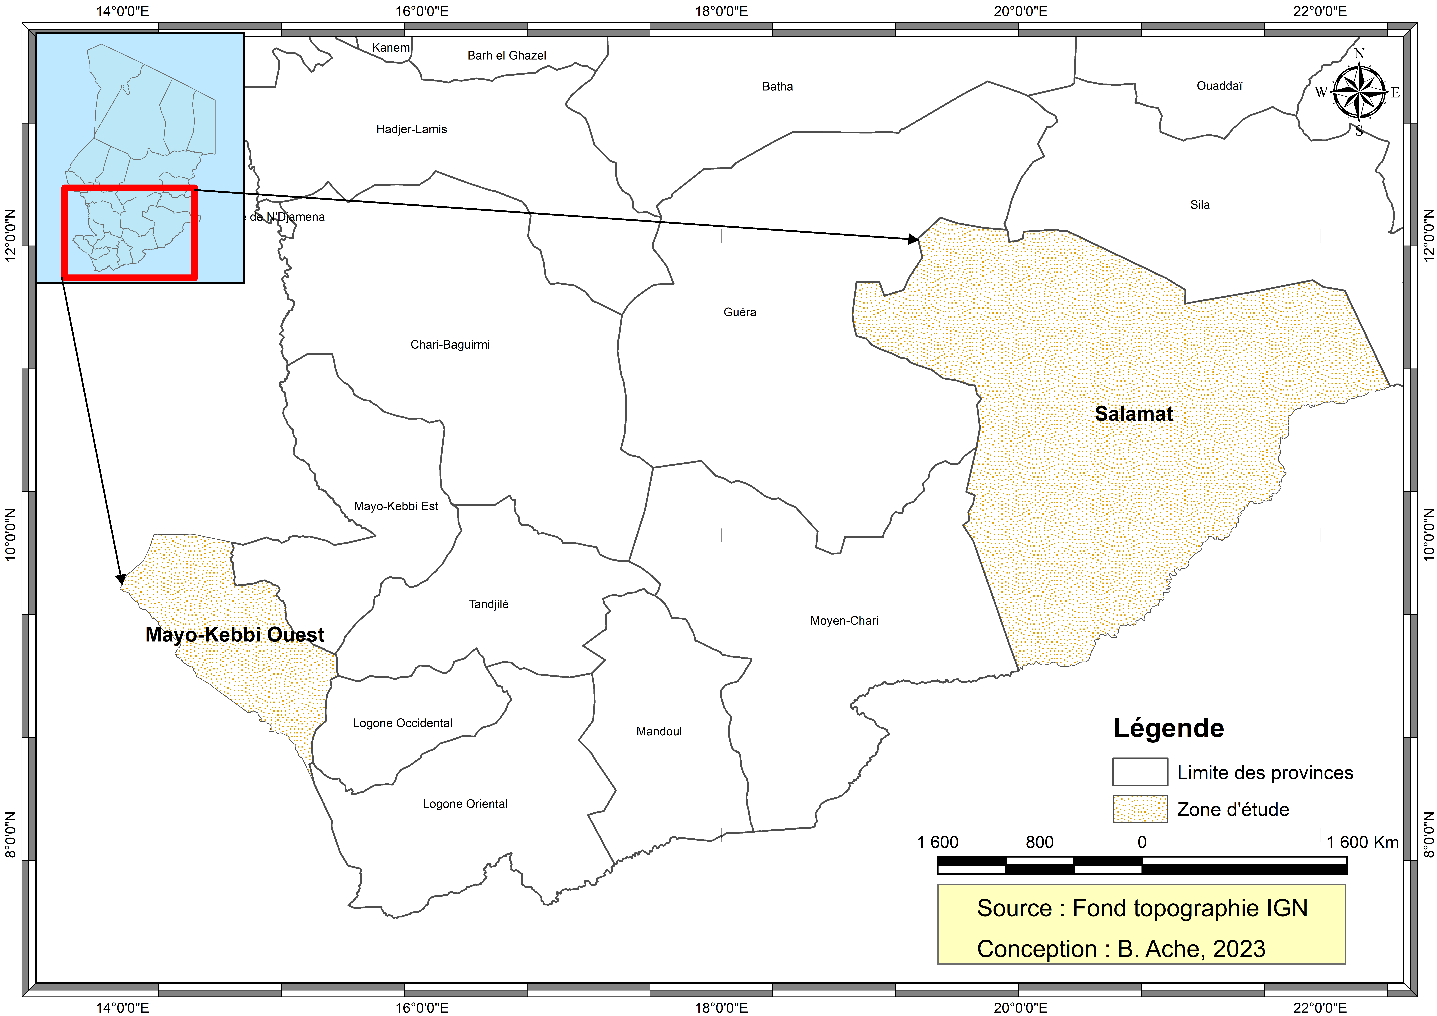 14°0'0"E 16°0'0"E 18°0'0"E 20°0'0"E 22°0'0"E
Kanem
Barh el Ghazel
Batha
Ouaddaï
N
W E
S
Hadjer-Lamis
Sila
de N'Djamena
12°0'0"N 12°0'0"N
Guéra
Chari-Baguirmi
Salamat
Mayo-Kebbi Est
10°0'0"N 10°0'0"N
Tandjilé
Moyen-Chari
Mayo-Kebbi Ouest
Logone Occidental
Mandoul
Légende
Limite des provinces
Logone Oriental
Zone d'étude
8°0'0"N 8°0'0"N
1 600 800 0 1 600 Km
Source : Fond topographie IGN
Conception : B. Ache, 2023
14°0'0"E 16°0'0"E 18°0'0"E 20°0'0"E 22°0'0"E